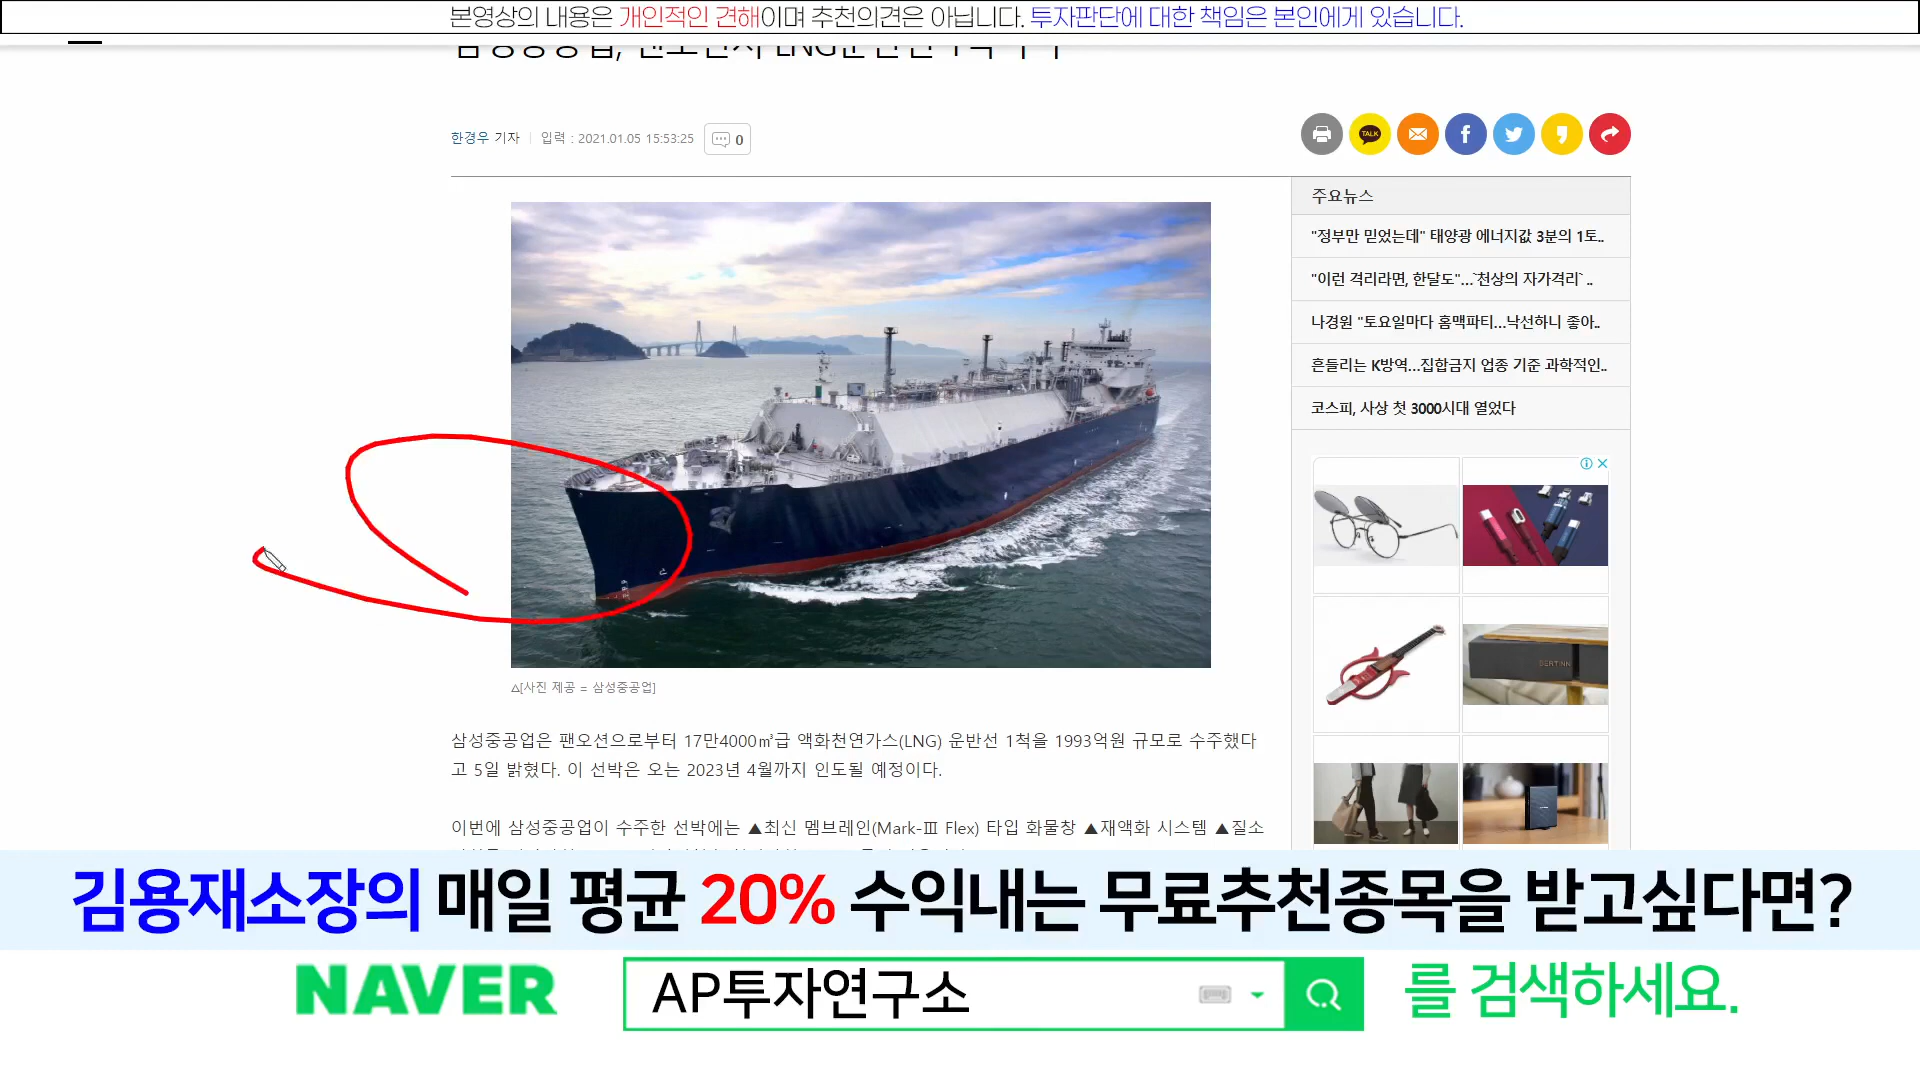 본영상의 내용은 개인적인 견해이며 추천의견은 아닙니다. 투자판단에 대한 책임은 본인에게 있습니다.
한경우 기자 입력 : 2021.01.05 15:53:25 0
TALK
주요뉴스
"정부만 믿었는데" 태양광 에너지값 3분의 1토..
"이런 격리라면, 한달도"…`천상의 자가격리` ..
나경원 "토요일마다 홈맥파티…낙선하니 좋아..
흔들리는 K방역…집합금지 업종 기준 과학적인..
코스피, 사상 첫 3000시대 열었다
△[사진 제공 = 삼성중공업]
삼성중공업은 팬오션으로부터 17만4000㎥급 액화천연가스(LNG) 운반선 1척을 1993억원 규모로 수주했다
고 5일 밝혔다. 이 선박은 오는 2023년 4월까지 인도될 예정이다.
이번에 삼성중공업이 수주한 선박에는 ▲최신 멤브레인(Mark-Ⅲ Flex) 타입 화물창 ▲재액화 시스템 ▲질소
김용재소장의 매일 평균 20% 수익내는 무료추천종목을 받고싶다면?
NAVER AP투자연구소 를 검색하세요.